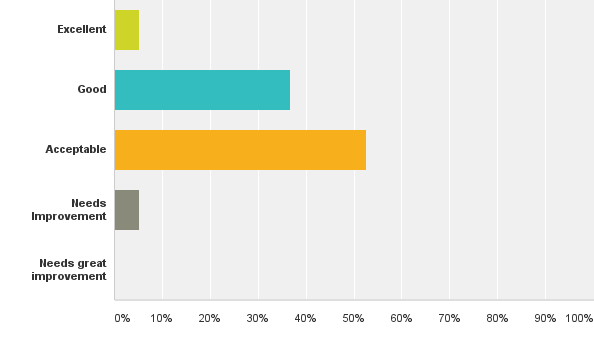 Excellent
Good
Acceptable
Needs
Improvement
Needs great
improvement
0% 10% 20% 30% 40% 50% 60% 70% 80% 90% 100%